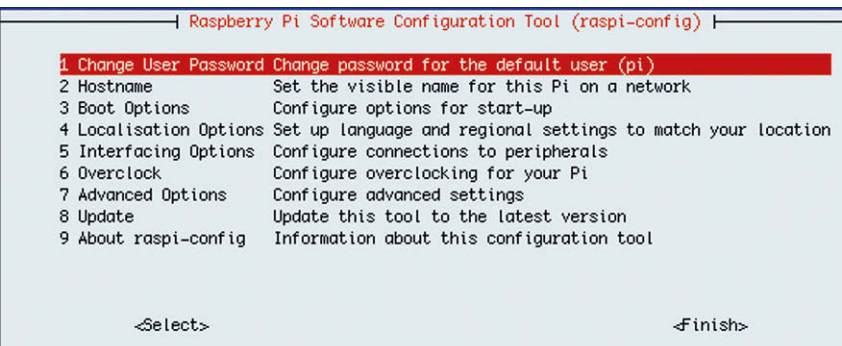 Raspberry Pi Software Configuration Tool (raspi-config)
1 Change User Password Change password for the default user (pi)
2 Hostname Set the visible name for this Pi on a network
3 Boot Options Configure options for start-up
4 Localisation Options Set up language and regional settings to match your location
5 Interfacing Options Configure connections to peripherals
6 Overclock Configure overclocking for your Pi
7 Advanced Options Configure advanced settings
8 Update Update this tool to the latest version
9 About raspi-config Information about this configuration tool
<Select> <Finish>